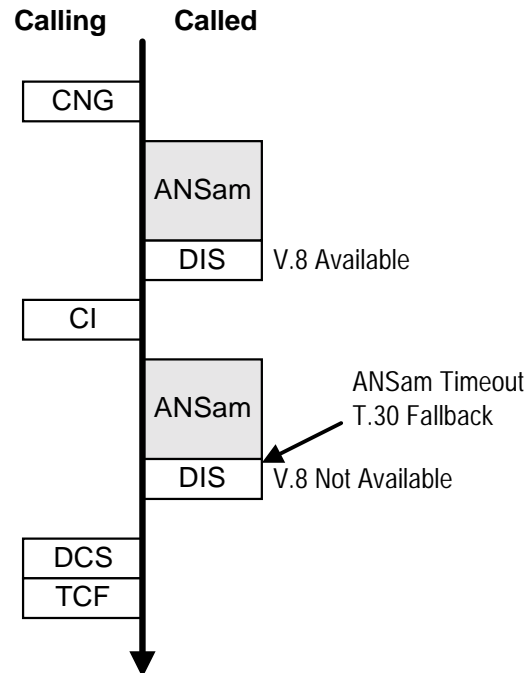 Calling Called
CNG
ANSam
DIS V.8 Available
CI
ANSam
ANSam Timeout
T.30 Fallback
DIS V.8 Not Available
DCS
TCF